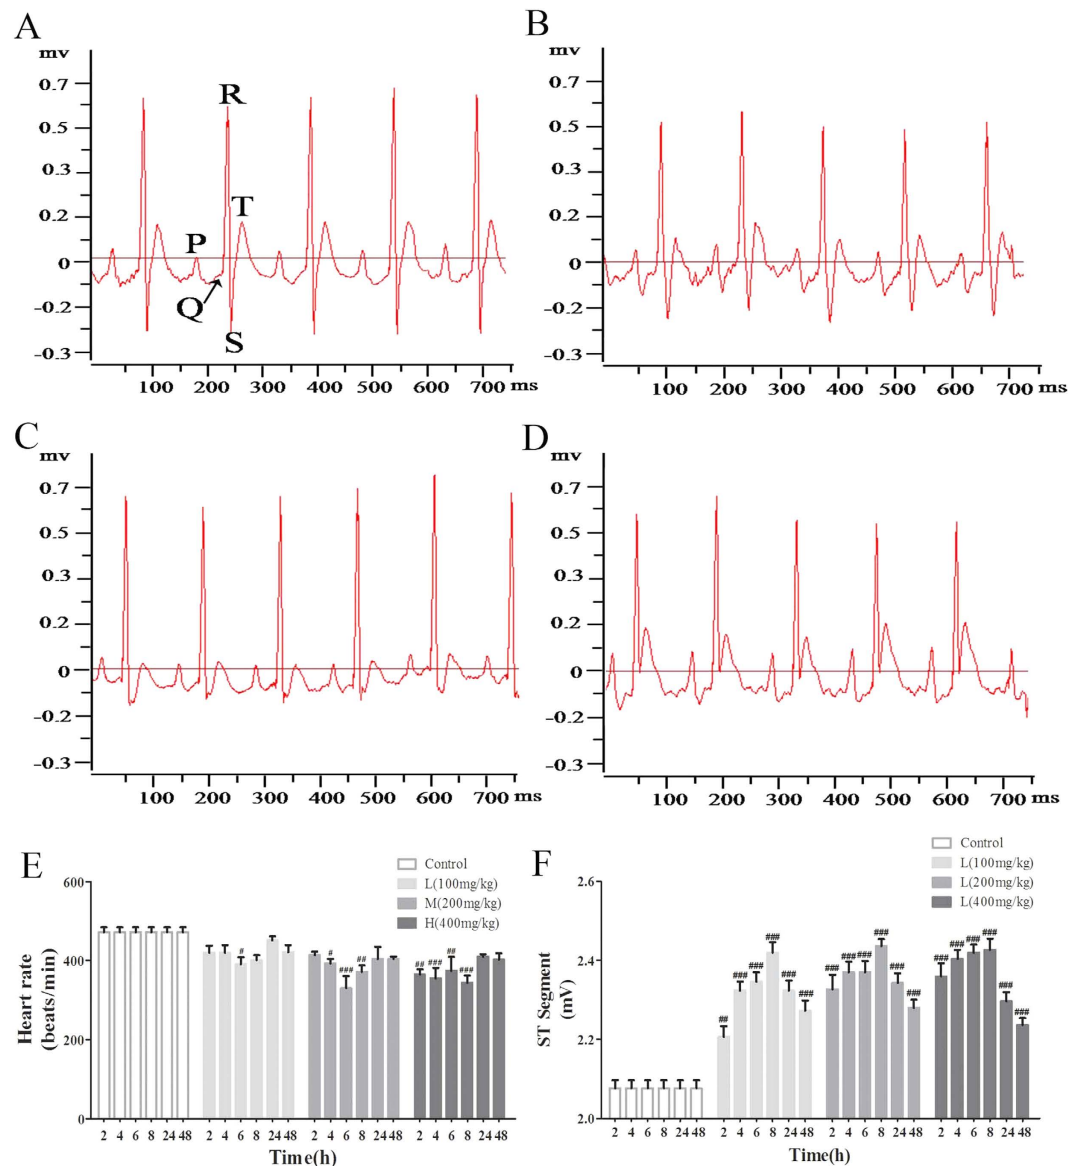 A
mv
0.7
0.5
0.3
0.2
0
-0.2
-0.3
R
T
P
Q
S
100 200 300 400 500 600 700 ms
B
mv
0.7
0.5
0.3
0.2
0
-0.2
-0.3
100 200 300 400 500 600 700 ms
C
mv
0.7
0.5
0.3
0.2
0
-0.2
-0.3
100 200 300 400 500 600 700 ms
D
mv
0.7
0.5
0.3
0.2
0
-0.2
-0.3
100 200 300 400 500 600 700 ms
E
Control
L(100mg/kg)
M(200mg/kg)
H(400mg/kg)
Heart rate
(beats/min)
600
400
200
0
# # ### ## ## ### ## ###
2 4 6 8 24 48 2 4 6 8 24 48 2 4 6 8 24 48 2 4 6 8 24 48
Time(h)
F
Control
L(100mg/kg)
L(200mg/kg)
L(400mg/kg)
ST Segment
(mV)
2.6
2.4
2.2
2.0
## ### ### ### ### ### ### ### ### ### ### ### ### ### ### ### ### ###
2 4 6 8 24 48 2 4 6 8 24 48 2 4 6 8 24 48 2 4 6 8 24 48
Time(h)